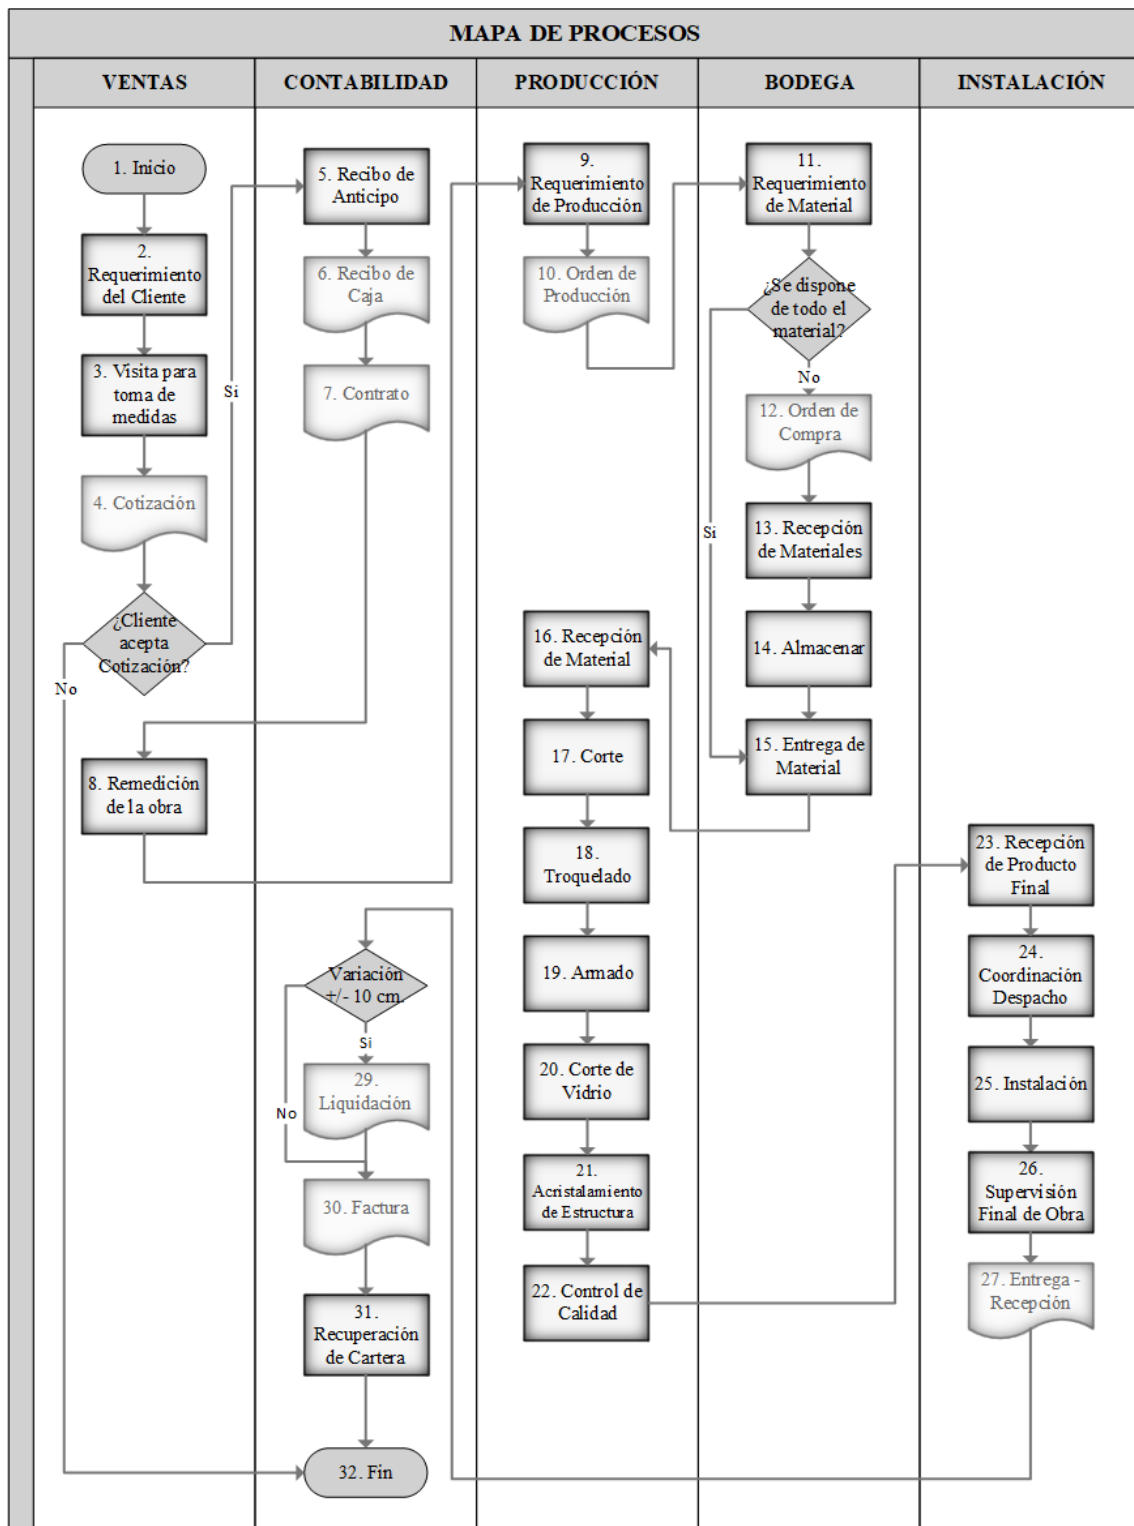 MAPA DE PROCESOS
VENTAS
CONTABILIDAD
PRODUCCIÓN
BODEGA
INSTALACIÓN
1. Inicio
2.
Requerimiento
del Cliente
3. Visita para
toma de
medidas
4. Cotización
¿Cliente
acepta
Cotización?
Si
No
8. Remedición
de la obra
5. Recibo de
Anticipo
6. Recibo de
Caja
7. Contrato
Variación
+/- 10 cm.
Si
29.
Liquidación
No
30. Factura
31.
Recuperación
de Cartera
32. Fin
9.
Requerimiento
de Producción
10. Orden de
Producción
16. Recepción
de Material
17. Corte
18.
Troquelado
19. Armado
20. Corte de
Vidrio
21.
Acristalamiento
de Estructura
22. Control de
Calidad
11.
Requerimiento
de Material
¿Se dispone
de todo el
material?
No
Si
12. Orden de
Compra
13. Recepción
de Materiales
14. Almacenar
15. Entrega de
Material
23. Recepción
de Producto
Final
24.
Coordinación
Despacho
25. Instalación
26.
Supervisión
Final de Obra
27. Entrega -
Recepción